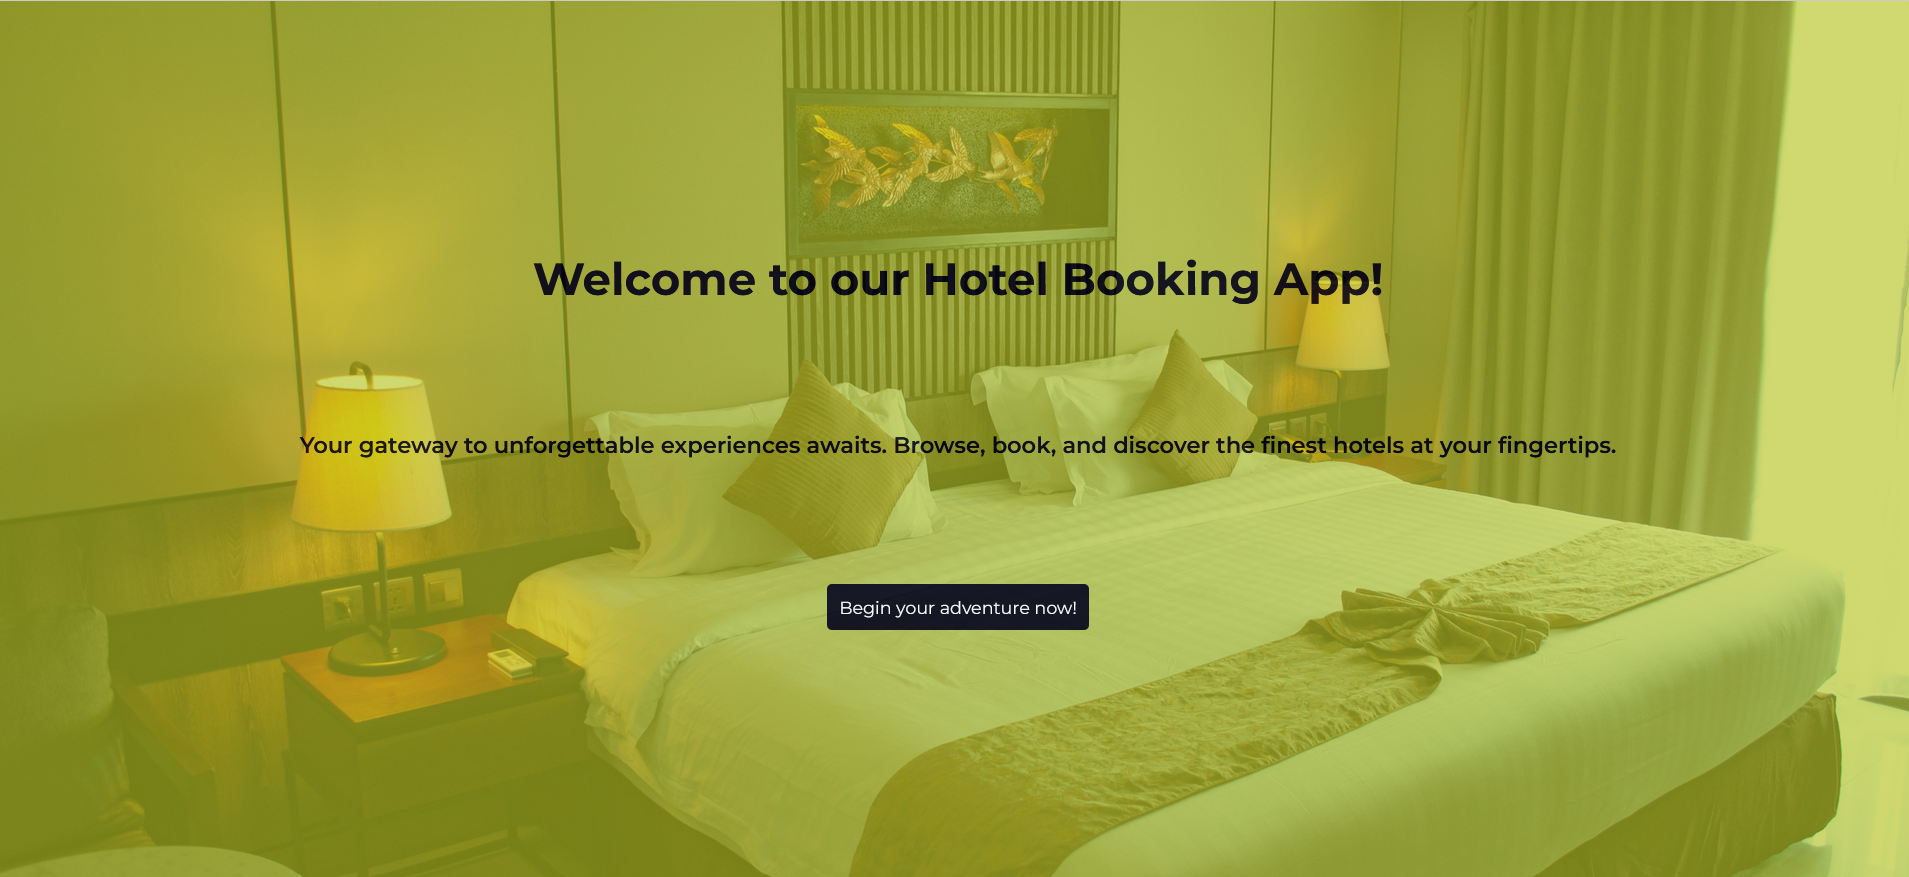 Welcome to our Hotel Booking App!
Your gateway to unforgettable experiences awaits. Browse, book, and discover the finest hotels at your fingertips.
Begin your adventure now!